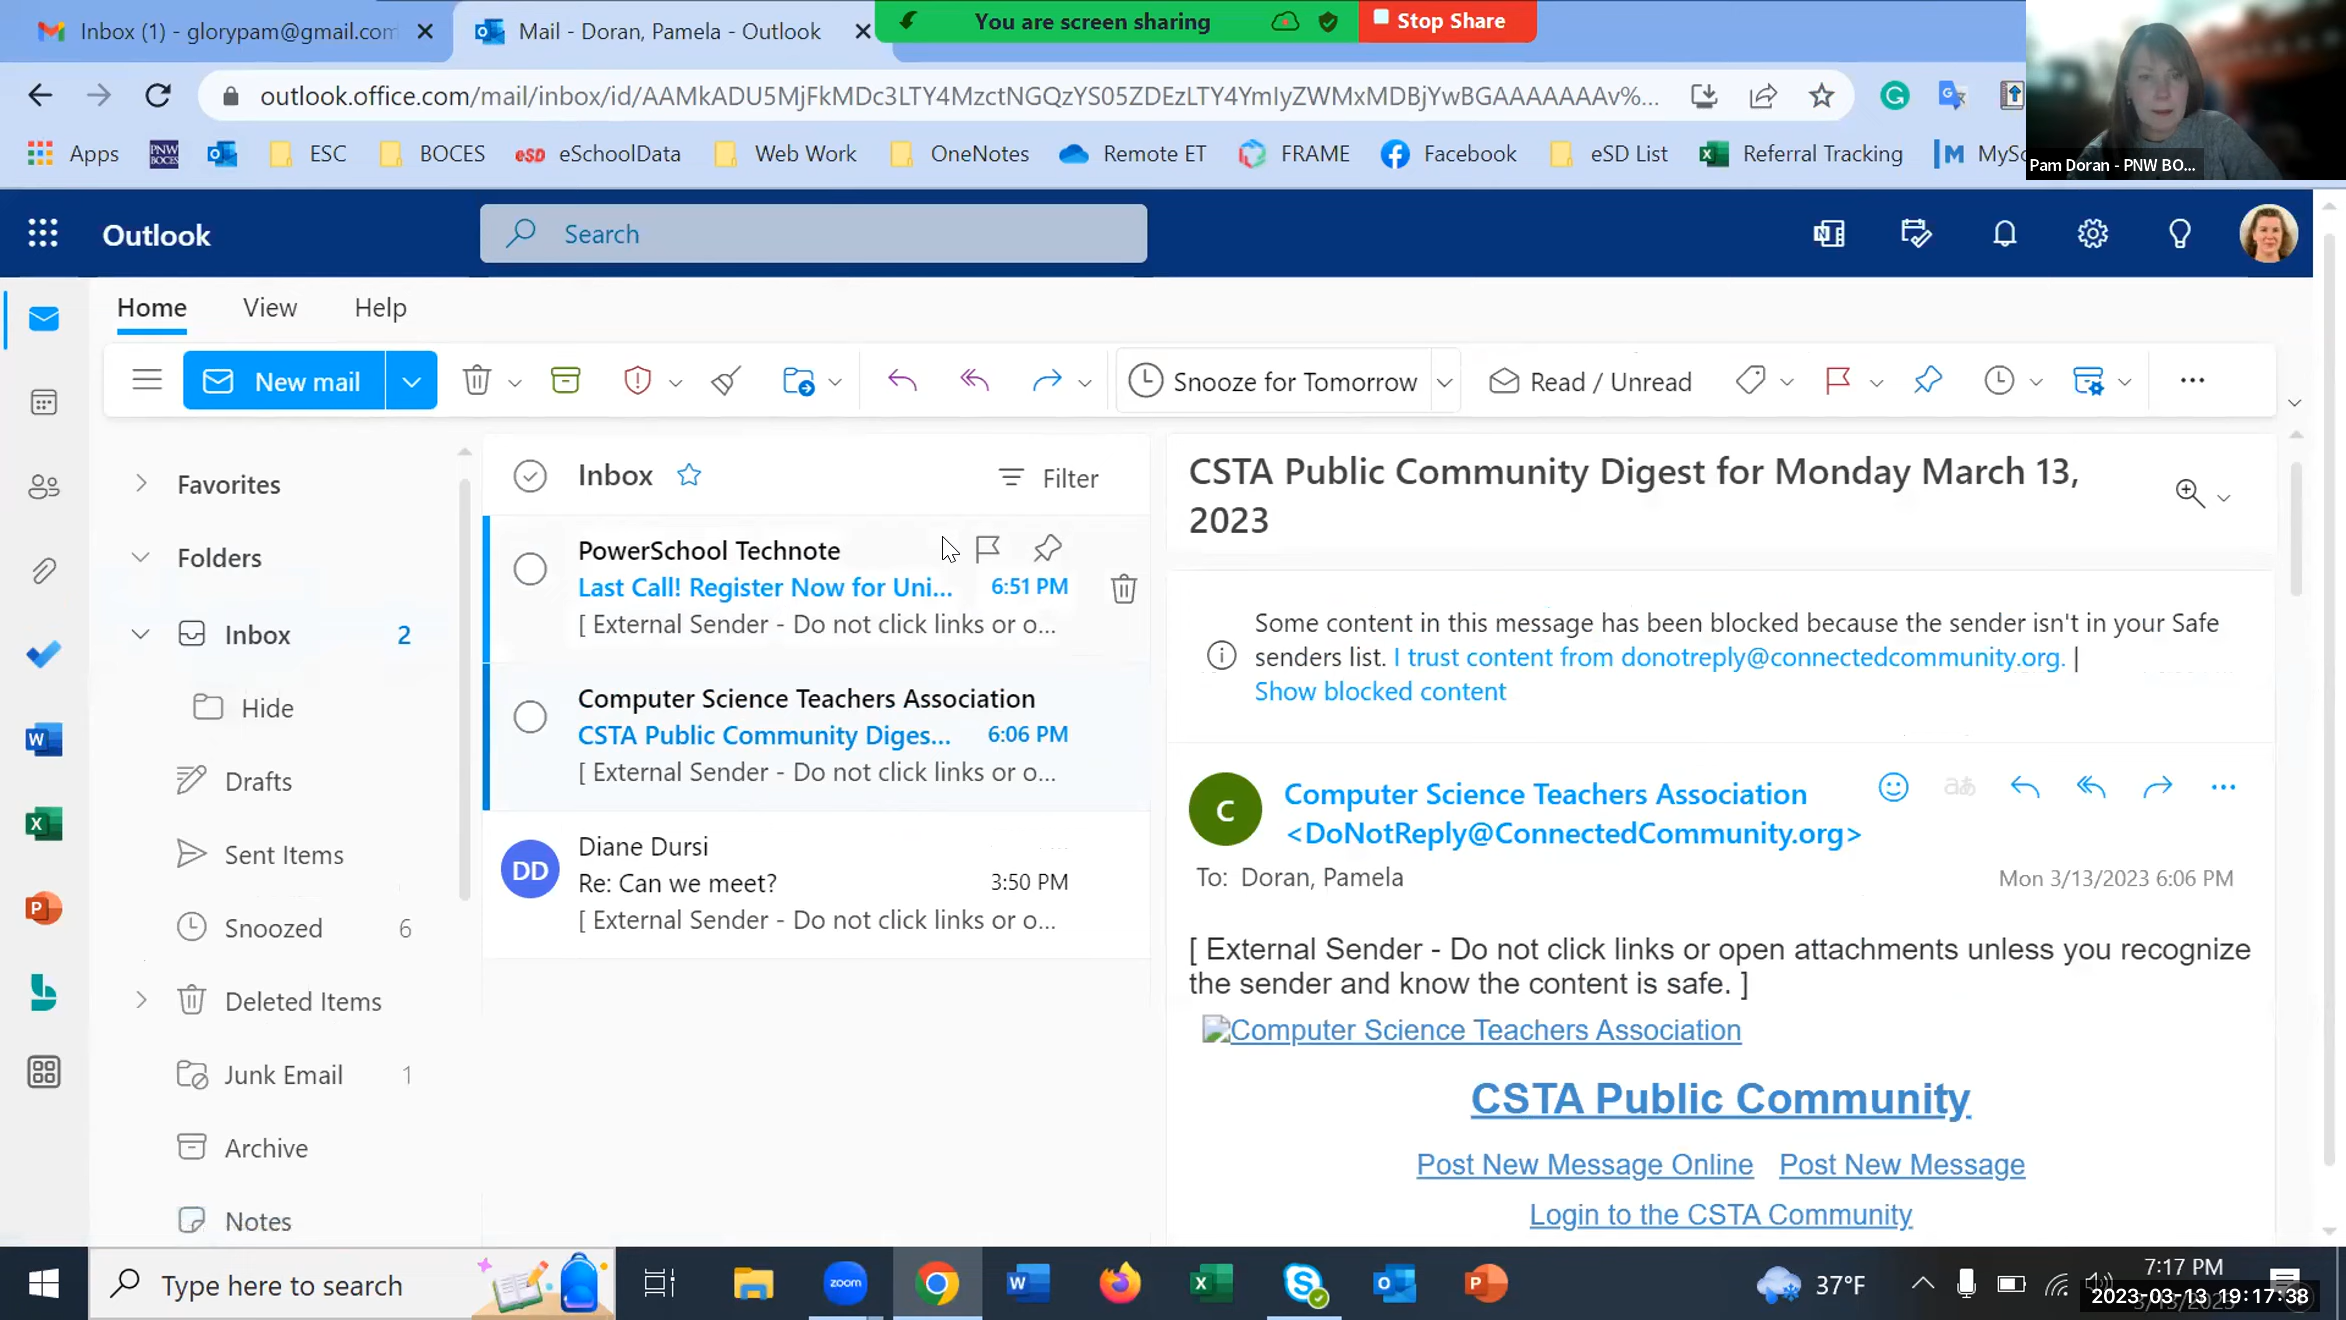 Inbox (1) - glorypam@gmail.com
Mail - Doran, Pamela - Outlook
You are screen sharing
Stop Share
outlook.office.com/mail/inbox/id/AAMkADU5MjFkMDc3LTY4MzctNGQzYS05ZDEzLTY4YmIyZWMxMDBjYwBGAAAAAAAv%...
Pam Doran - PNW BO...
Apps
PNW BOCES
ESC
BOCES
eSD eSchoolData
Web Work
OneNotes
Remote ET
FRAME
Facebook
eSD List
Referral Tracking
Outlook
Search
Home
View
Help
New mail
Snooze for Tomorrow
Read / Unread
Favorites
Folders
Inbox 2
Hide
Drafts
Sent Items
Snoozed 6
Deleted Items
Junk Email 1
Archive
Notes
Inbox
Filter
PowerSchool Technote
Last Call! Register Now for Uni... 6:51 PM
[ External Sender - Do not click links or o...
Computer Science Teachers Association
CSTA Public Community Diges... 6:06 PM
[ External Sender - Do not click links or o...
DD
Diane Dursi
Re: Can we meet? 3:50 PM
[ External Sender - Do not click links or o...
CSTA Public Community Digest for Monday March 13,
2023
Some content in this message has been blocked because the sender isn't in your Safe
senders list. I trust content from donotreply@connectedcommunity.org. |
Show blocked content
C
Computer Science Teachers Association
<DoNotReply@ConnectedCommunity.org>
To: Doran, Pamela
Mon 3/13/2023 6:06 PM
[ External Sender - Do not click links or open attachments unless you recognize
the sender and know the content is safe. ]
Computer Science Teachers Association
CSTA Public Community
Post New Message Online Post New Message
Login to the CSTA Community
Type here to search
zoom
37°F
7:17 PM
2023-03-13 19:17:38